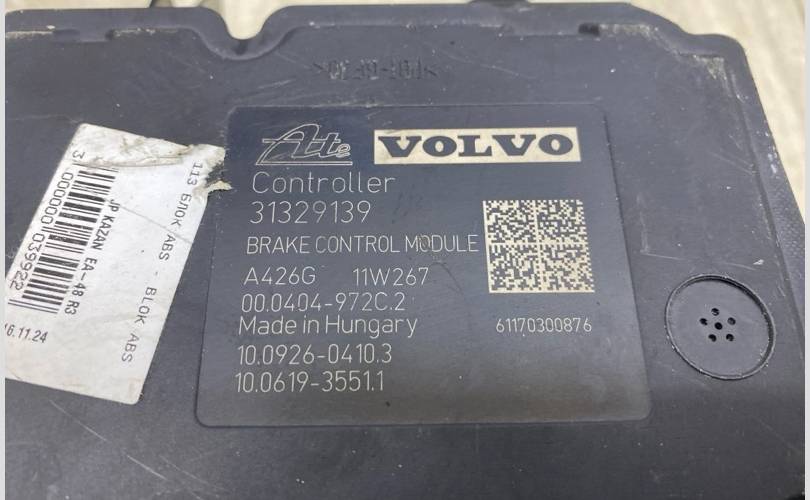 Ate VOLVO
Controller
31329139
BRAKE CONTROL MODULE
A426G 11W267
00.0404-972C.2
Made in Hungary
61170300876
10.0926-0410.3
10.0619-3551.1
113 БЛОК ABS - BLOK ABS
JP KAZAN EA-48 R3
6.11.24